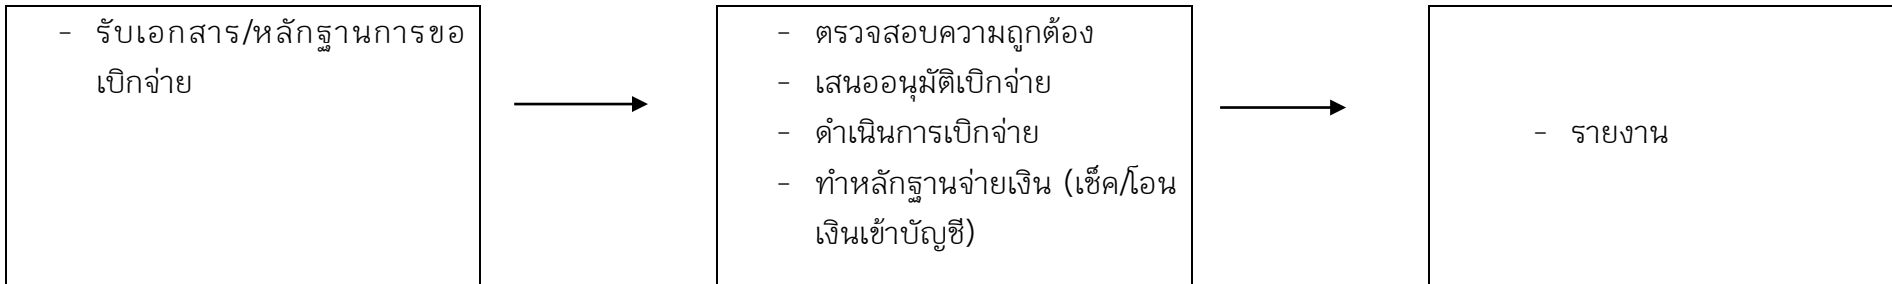 - รับเอกสาร/หลักฐานการขอ
เบิกจ่าย
- ตรวจสอบความถูกต้อง
- เสนออนุมัติเบิกจ่าย
- ดำเนินการเบิกจ่าย
- ทำหลักฐานจ่ายเงิน (เช็ค/โอน
เงินเข้าบัญชี)
- รายงาน